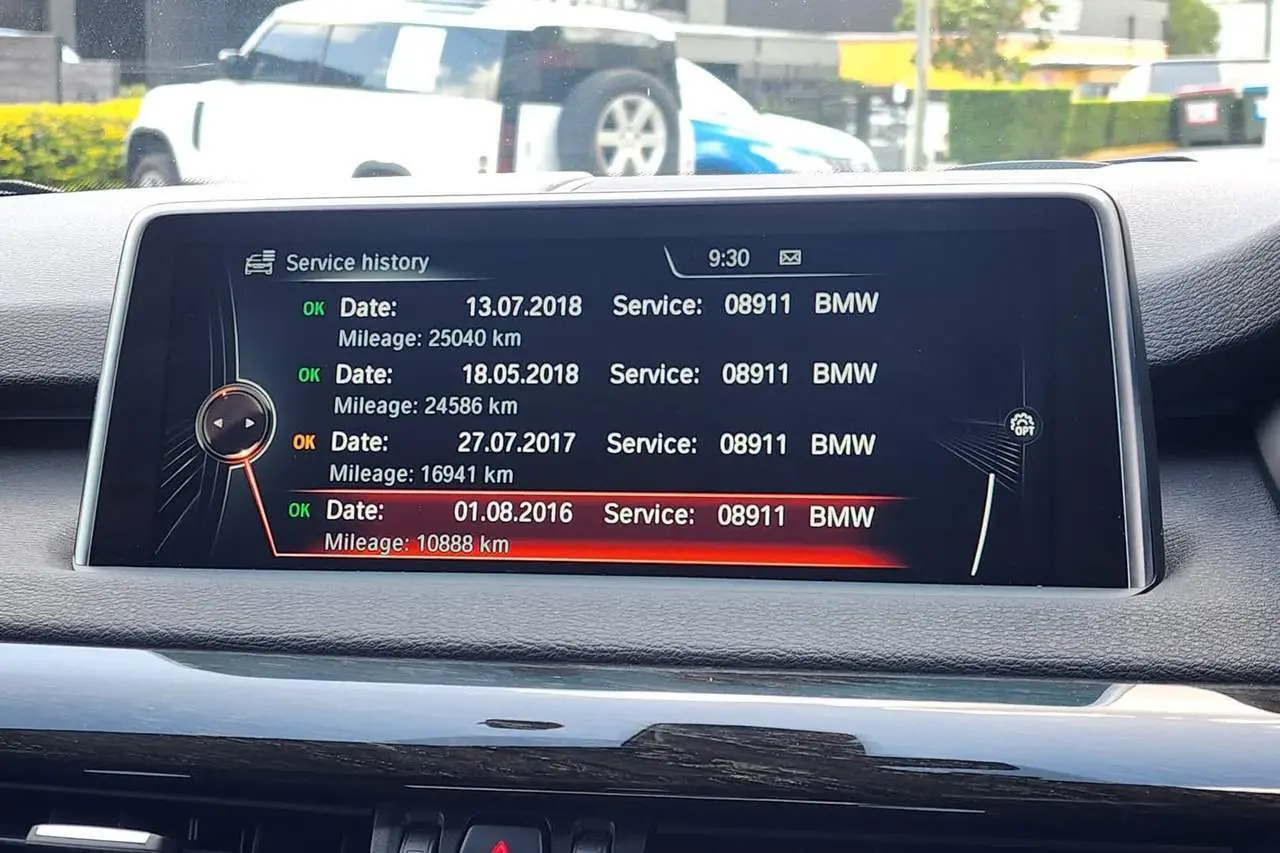 Service history 9:30
OK Date: 13.07.2018 Service: 08911 BMW
Mileage: 25040 km
OK Date: 18.05.2018 Service: 08911 BMW
Mileage: 24586 km
OK Date: 27.07.2017 Service: 08911 BMW
Mileage: 16941 km
OK Date: 01.08.2016 Service: 08911 BMW
Mileage: 10888 km
OPT